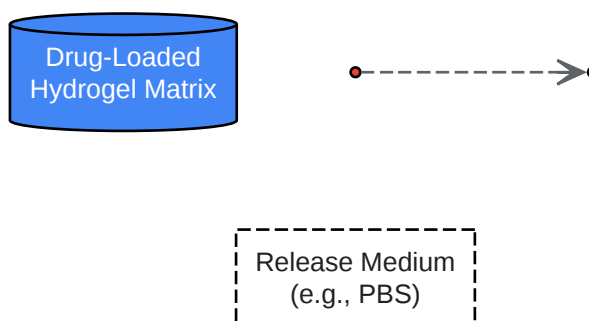 Drug-Loaded
Hydrogel Matrix
Release Medium
(e.g., PBS)